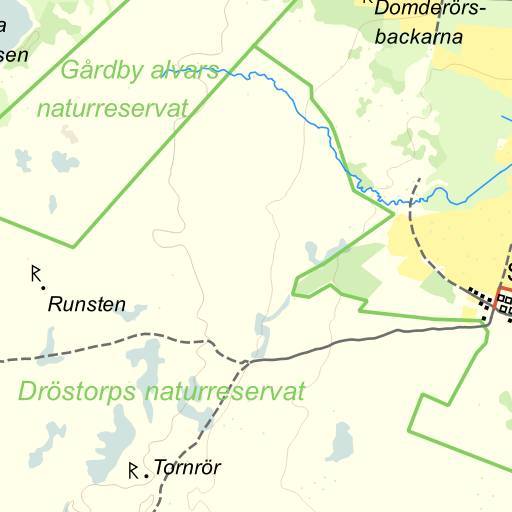 a
sen
Domderörs-
backarna
Gårdby alvars
naturreservat
Runsten
S
Dröstorps naturreservat
Tornrör